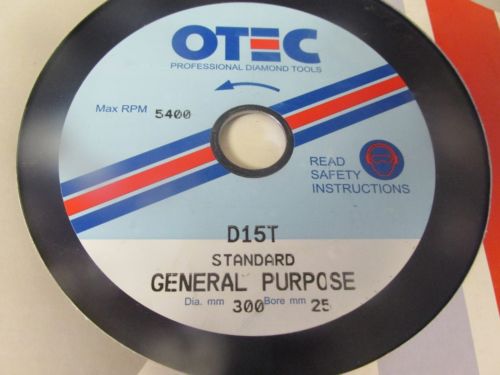 OTEC
PROFESSIONAL DIAMOND TOOLS
Max RPM 5400
READ
SAFETY
INSTRUCTIONS
D15T
STANDARD
GENERAL PURPOSE
Dia. mm 300 Bore mm 25